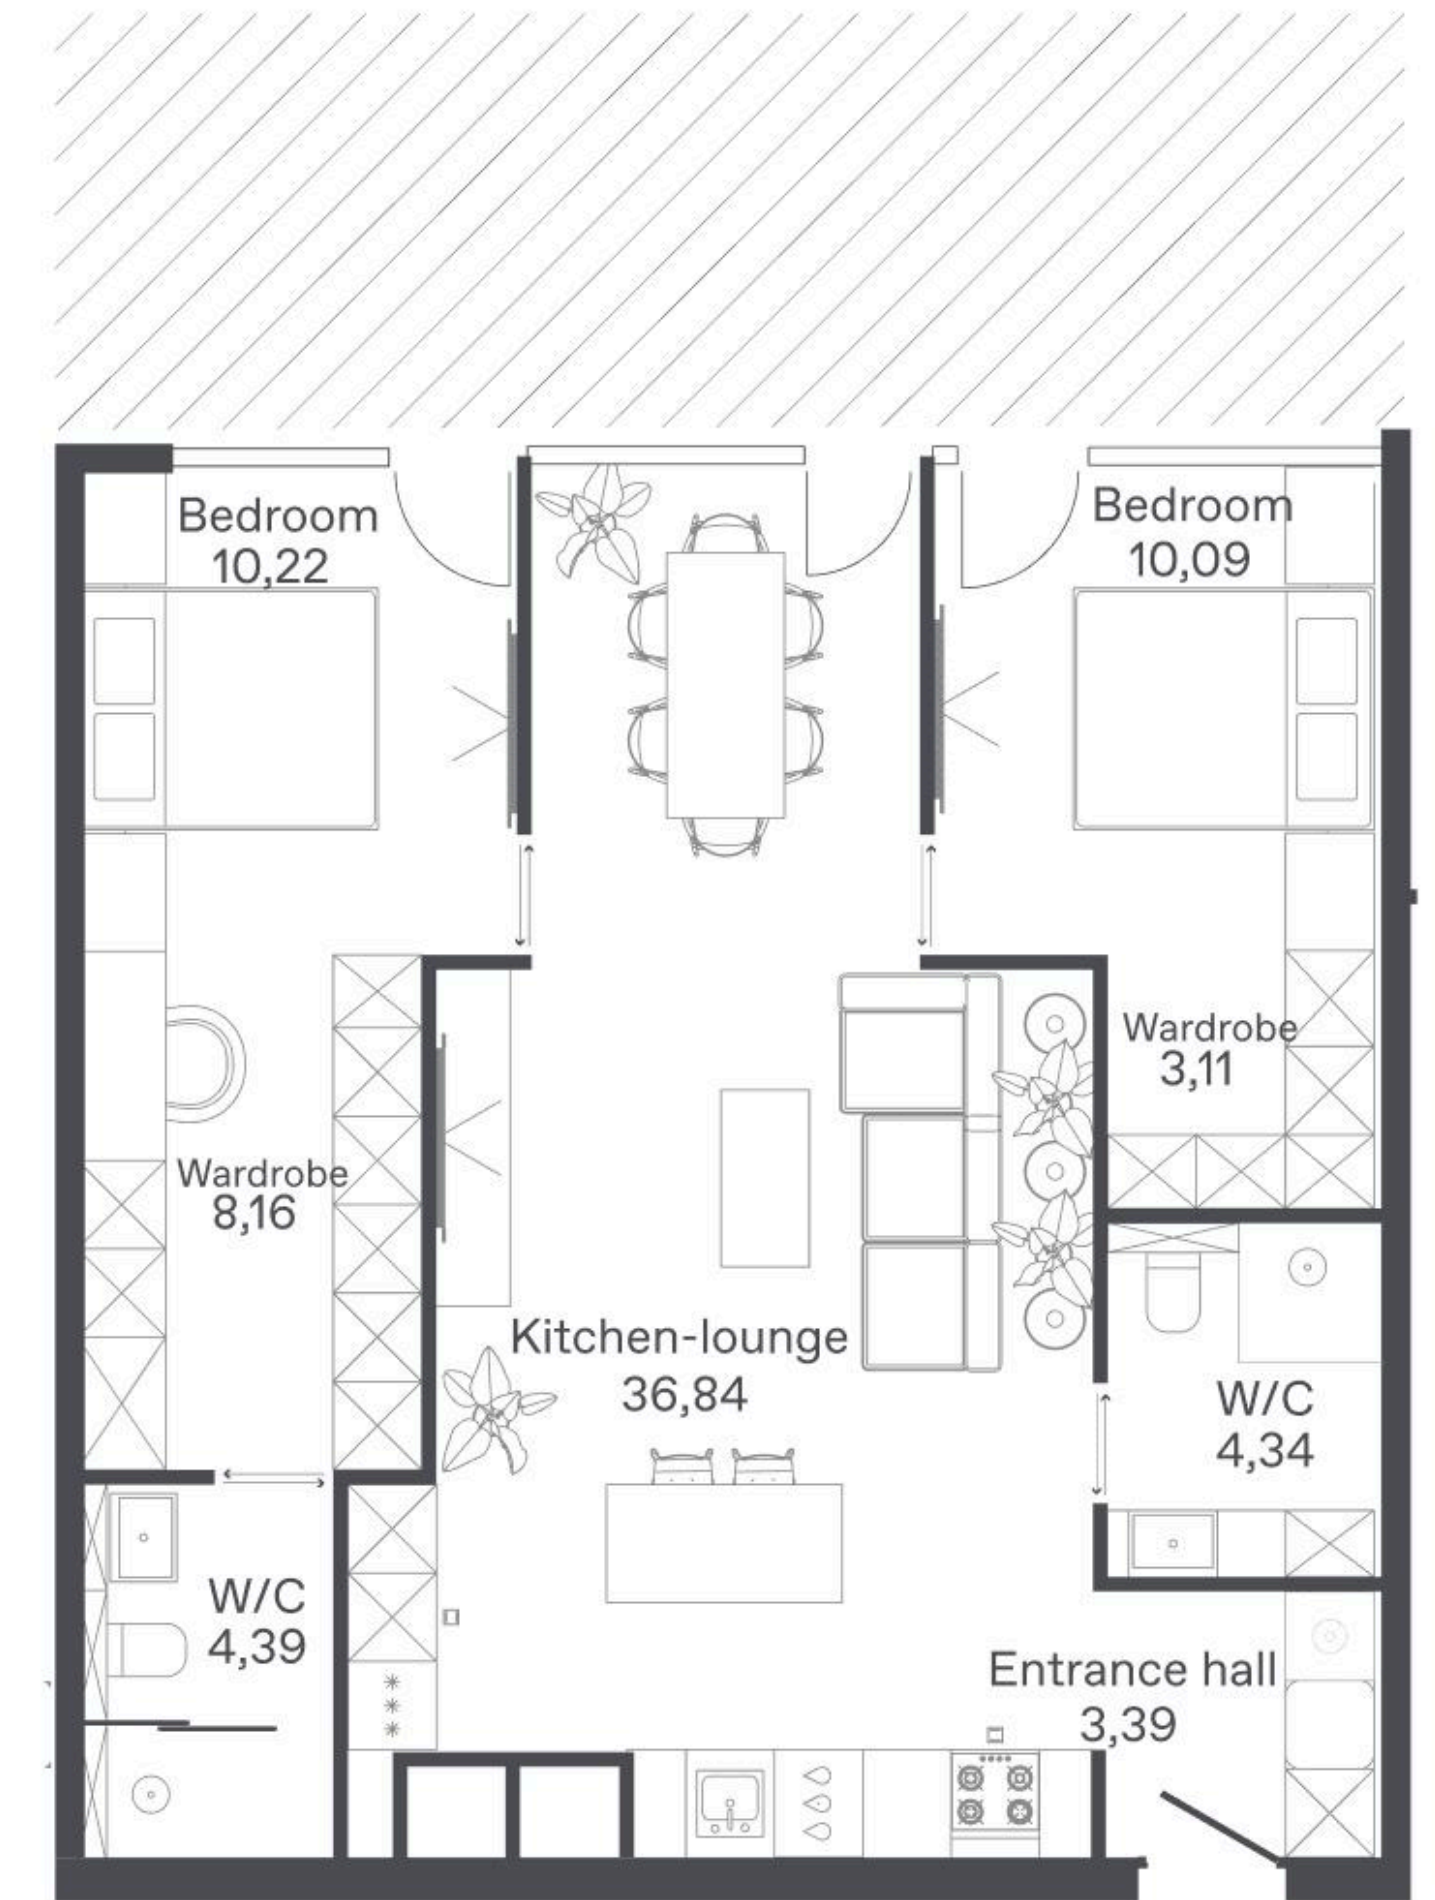 Bedroom
10,22
Bedroom
10,09
Wardrobe
3,11
Wardrobe
8,16
Kitchen-lounge
36,84
W/C
4,34
W/C
4,39
Entrance hall
3,39